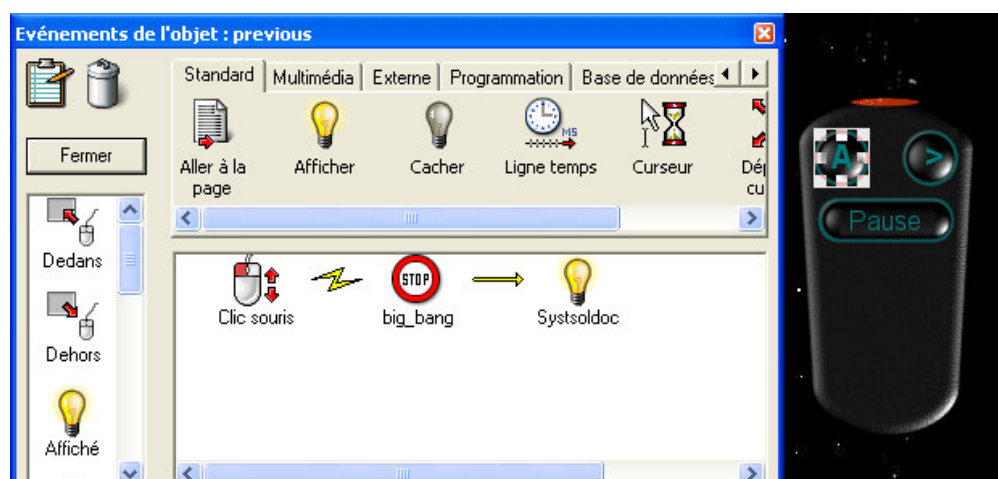 Evénements de l'objet : previous
Standard Multimédia Externe Programmation Base de données
Fermer
Aller à la page
Afficher
Cacher
MS
Ligne temps
Curseur
Dedans
Dehors
Affiché
Clic souris
STOP
big_bang
Systsoldoc
A >
Pause